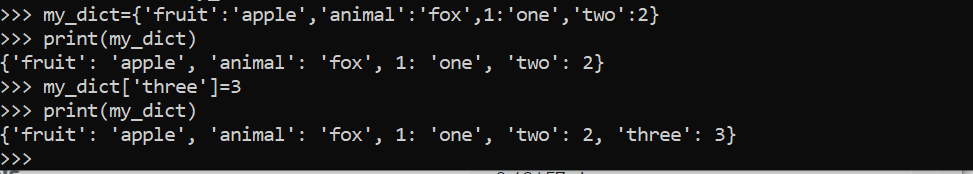 >>> my_dict={'fruit':'apple','animal':'fox',1:'one','two':2}
>>> print(my_dict)
{'fruit': 'apple', 'animal': 'fox', 1: 'one', 'two': 2}
>>> my_dict['three']=3
>>> print(my_dict)
{'fruit': 'apple', 'animal': 'fox', 1: 'one', 'two': 2, 'three': 3}
>>>